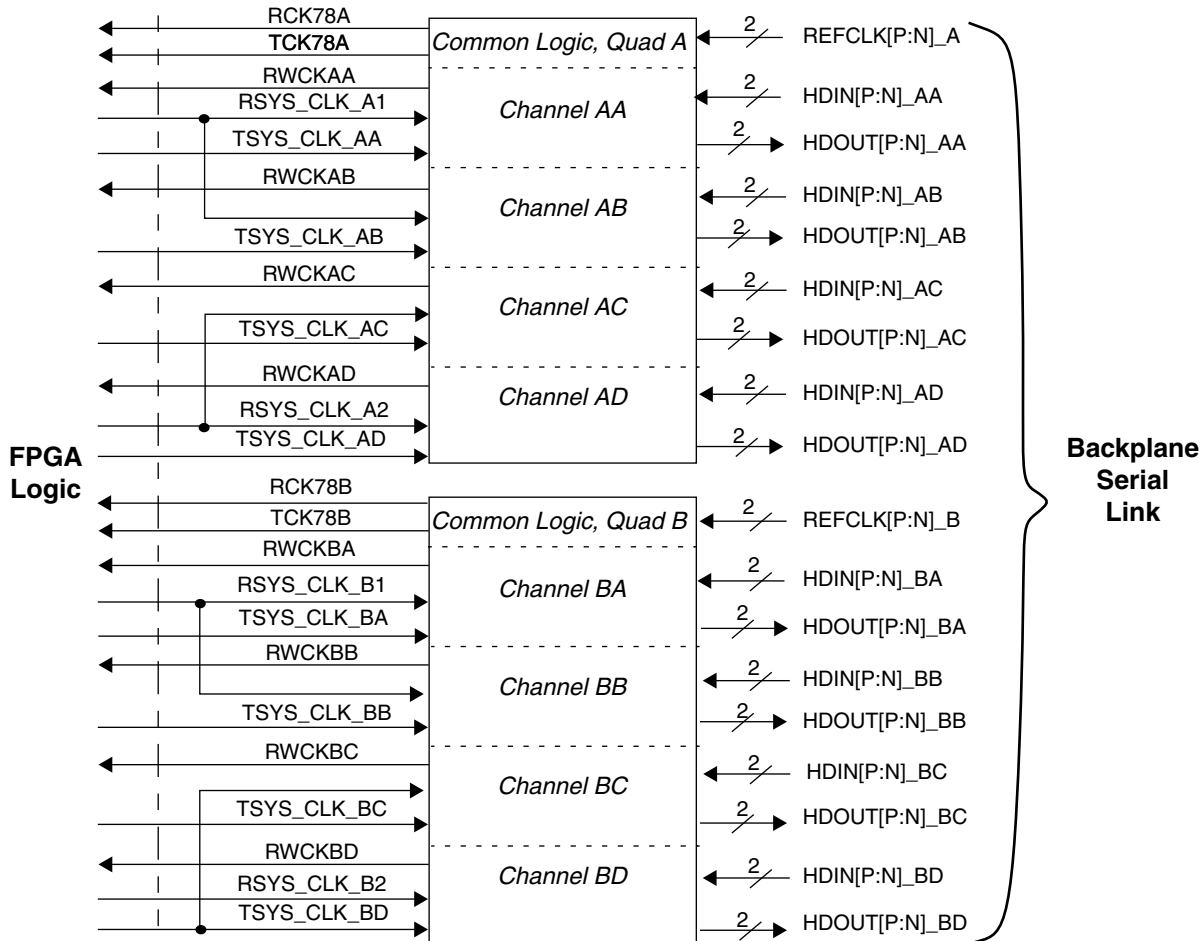 RCK78A
TCK78A
Common Logic, Quad A
2
REFCLK[P:N]_A
RWCKAA
RSYS_CLK_A1
TSYS_CLK_AA
Channel AA
2
HDIN[P:N]_AA
2
HDOUT[P:N]_AA
RWCKAB
TSYS_CLK_AB
Channel AB
2
HDIN[P:N]_AB
2
HDOUT[P:N]_AB
RWCKAC
TSYS_CLK_AC
Channel AC
2
HDIN[P:N]_AC
2
HDOUT[P:N]_AC
RWCKAD
RSYS_CLK_A2
TSYS_CLK_AD
Channel AD
2
HDIN[P:N]_AD
2
HDOUT[P:N]_AD
FPGA
Logic
Backplane
Serial
Link
RCK78B
TCK78B
Common Logic, Quad B
2
REFCLK[P:N]_B
RWCKBA
RSYS_CLK_B1
TSYS_CLK_BA
Channel BA
2
HDIN[P:N]_BA
2
HDOUT[P:N]_BA
RWCKBB
TSYS_CLK_BB
Channel BB
2
HDIN[P:N]_BB
2
HDOUT[P:N]_BB
RWCKBC
TSYS_CLK_BC
Channel BC
2
HDIN[P:N]_BC
2
HDOUT[P:N]_BC
RWCKBD
RSYS_CLK_B2
TSYS_CLK_BD
Channel BD
2
HDIN[P:N]_BD
2
HDOUT[P:N]_BD